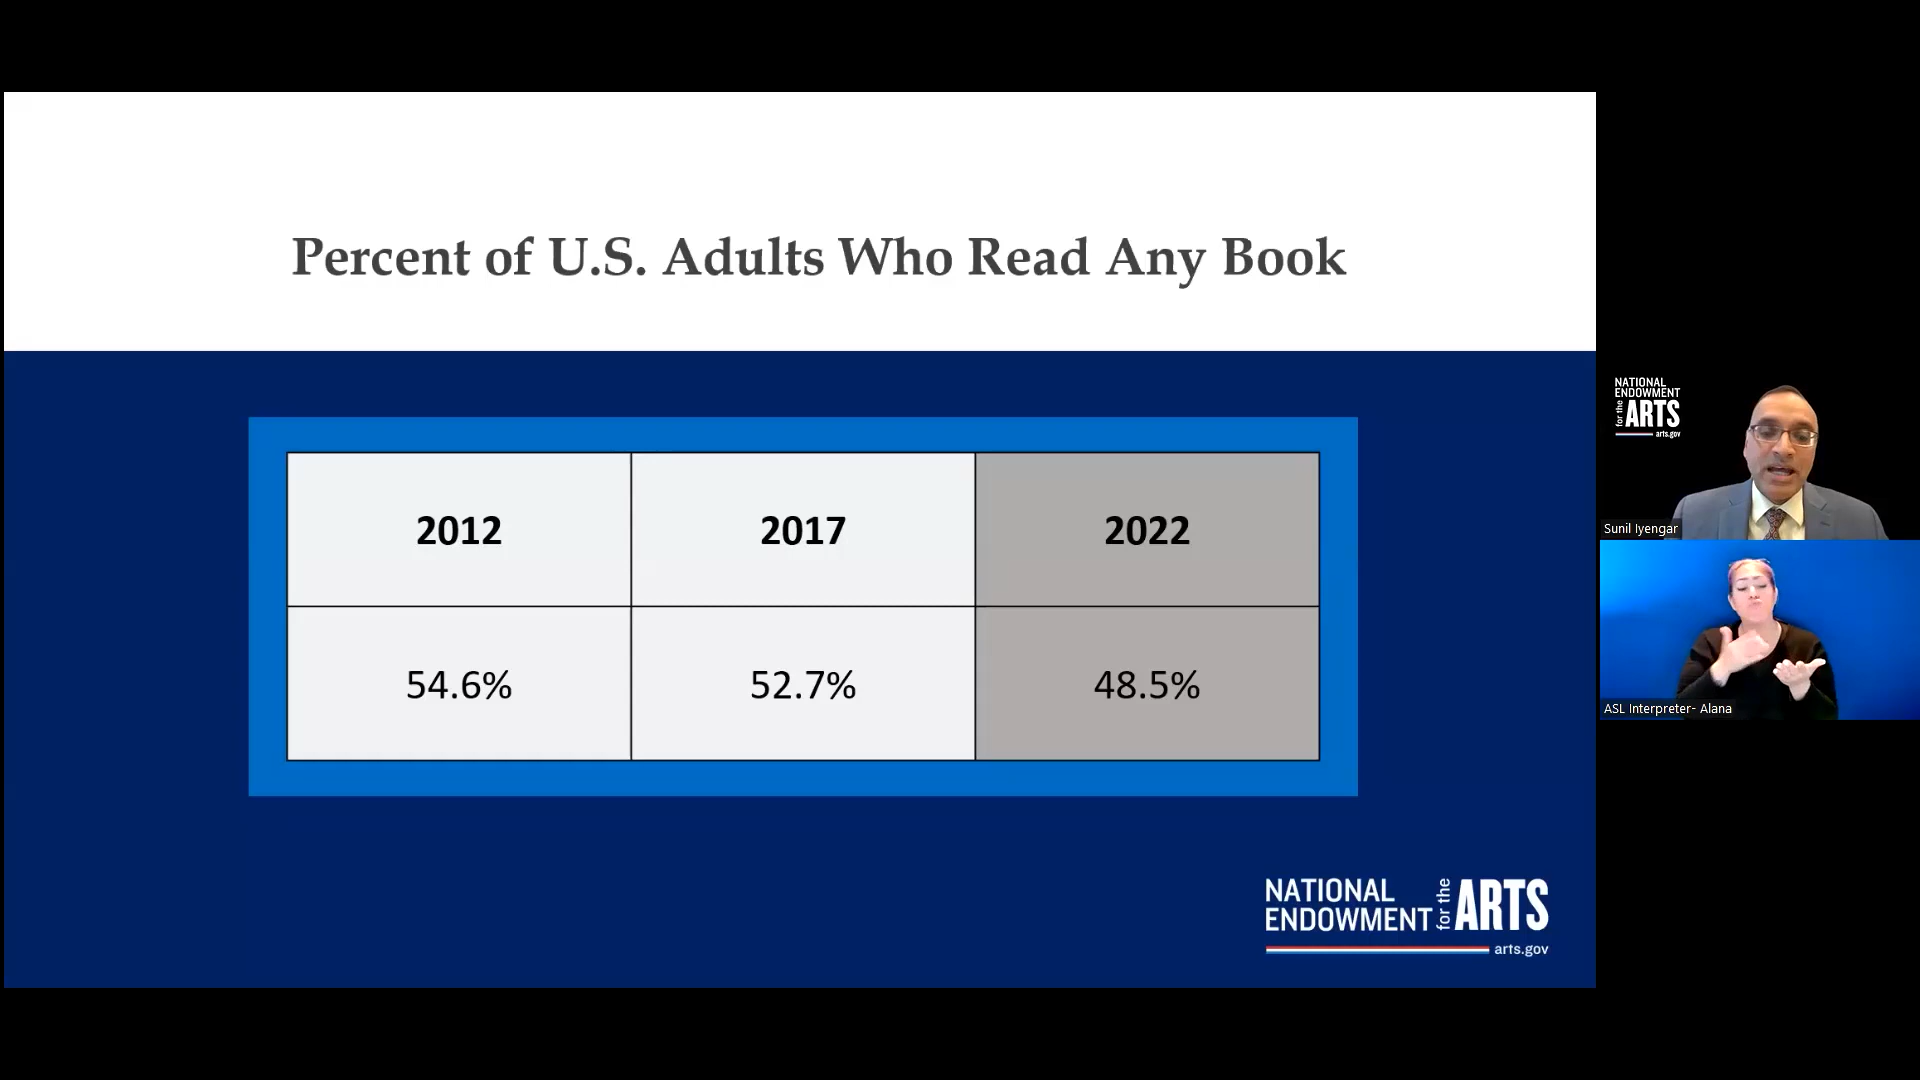 Percent of U.S. Adults Who Read Any Book
2012 2017 2022
54.6% 52.7% 48.5%
NATIONAL
ENDOWMENT
for the
ARTS
arts.gov
NATIONAL
ENDOWMENT
for the
ARTS
arts.gov
Sunil Iyengar
ASL Interpreter- Alana